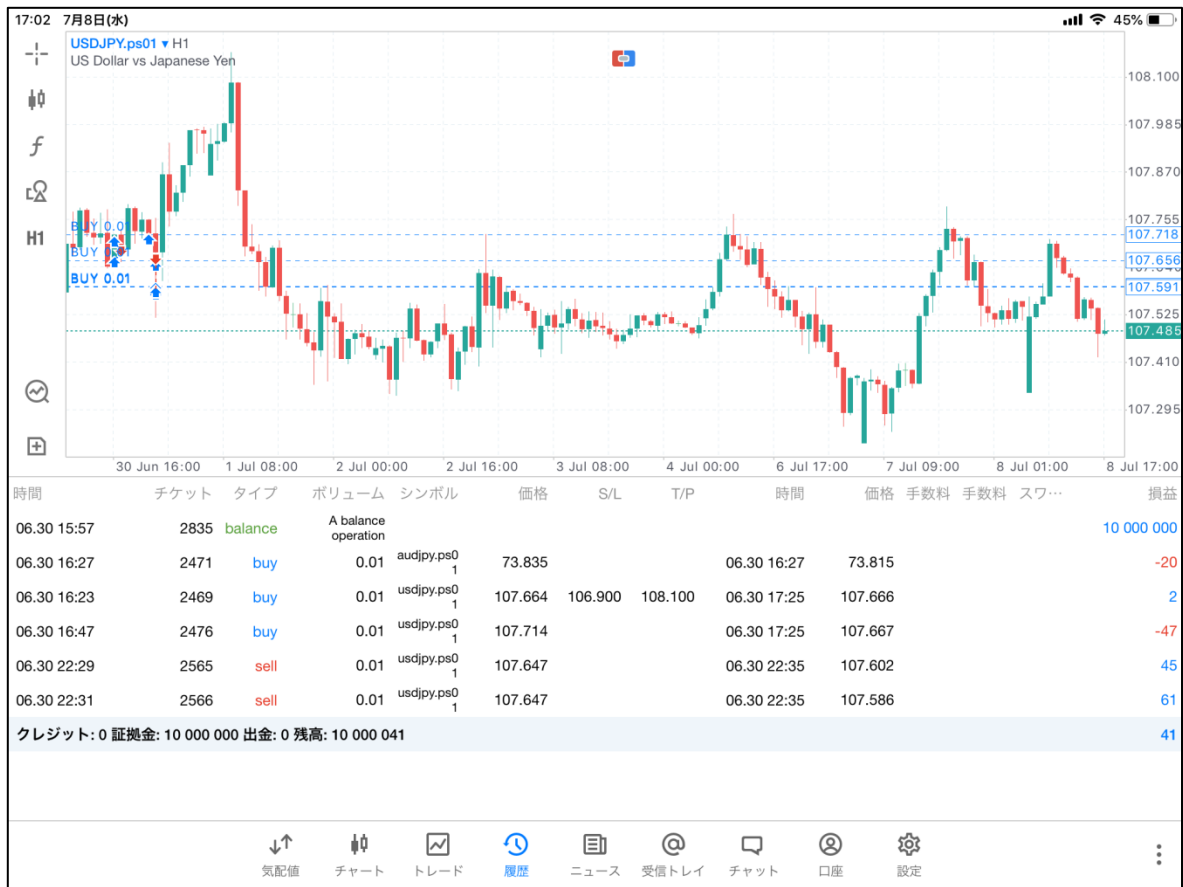 17:02 7月8日(水)
45%
USDJPY.ps01 ▾ H1
US Dollar vs Japanese Yen
108.100
107.985
107.870
107.755
107.718
107.656
107.591
107.525
107.485
107.410
107.295
H1
BUY 0.01
BUY 0.01
BUY 0.01
30 Jun 16:00 1 Jul 08:00 2 Jul 00:00 2 Jul 16:00 3 Jul 08:00 4 Jul 00:00 6 Jul 17:00 7 Jul 09:00 8 Jul 01:00 8 Jul 17:00
時間 チケット タイプ ボリューム シンボル 価格 S/L T/P 時間 価格 手数料 手数料 スワ… 損益
06.30 15:57 2835 balance A balance operation 10 000 000
06.30 16:27 2471 buy 0.01 audjpy.ps01 73.835 06.30 16:27 73.815 -20
06.30 16:23 2469 buy 0.01 usdjpy.ps01 107.664 106.900 108.100 06.30 17:25 107.666 2
06.30 16:47 2476 buy 0.01 usdjpy.ps01 107.714 06.30 17:25 107.667 -47
06.30 22:29 2565 sell 0.01 usdjpy.ps01 107.647 06.30 22:35 107.602 45
06.30 22:31 2566 sell 0.01 usdjpy.ps01 107.647 06.30 22:35 107.586 61
クレジット: 0 証拠金: 10 000 000 出金: 0 残高: 10 000 041 41
気配値 チャート トレード 履歴 ニュース 受信トレイ チャット 口座 設定